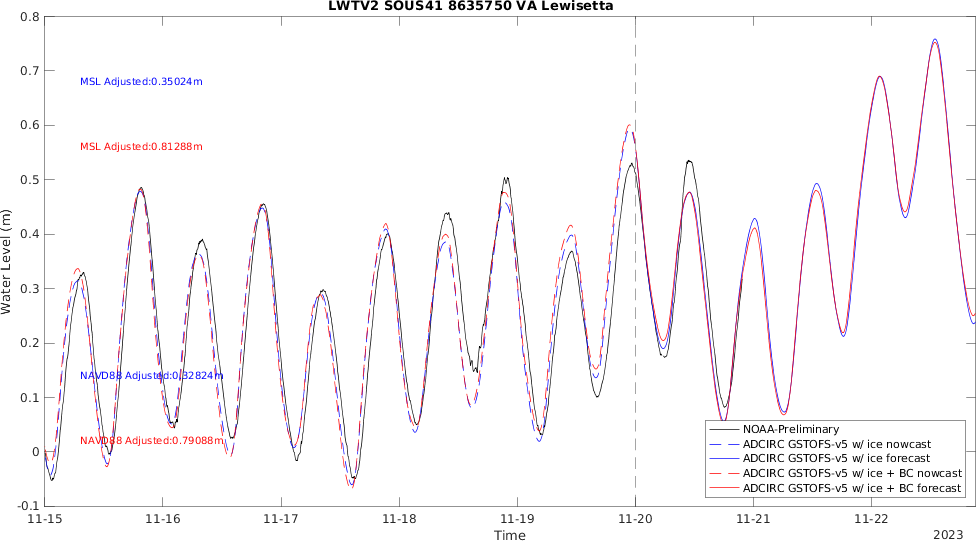 LWTV2 SOUS41 8635750 VA Lewisetta
0.8
0.7
0.6
0.5
0.4
0.3
0.2
0.1
0
-0.1
Water Level (m)
MSL Adjusted:0.35024m
MSL Adjusted:0.81288m
NAVD88 Adjusted:0.32824m
NAVD88 Adjusted:0.79088m
NOAA-Preliminary
ADCIRC GSTOFS-v5 w/ ice nowcast
ADCIRC GSTOFS-v5 w/ ice forecast
ADCIRC GSTOFS-v5 w/ ice + BC nowcast
ADCIRC GSTOFS-v5 w/ ice + BC forecast
11-15 11-16 11-17 11-18 11-19 11-20 11-21 11-22
Time
2023